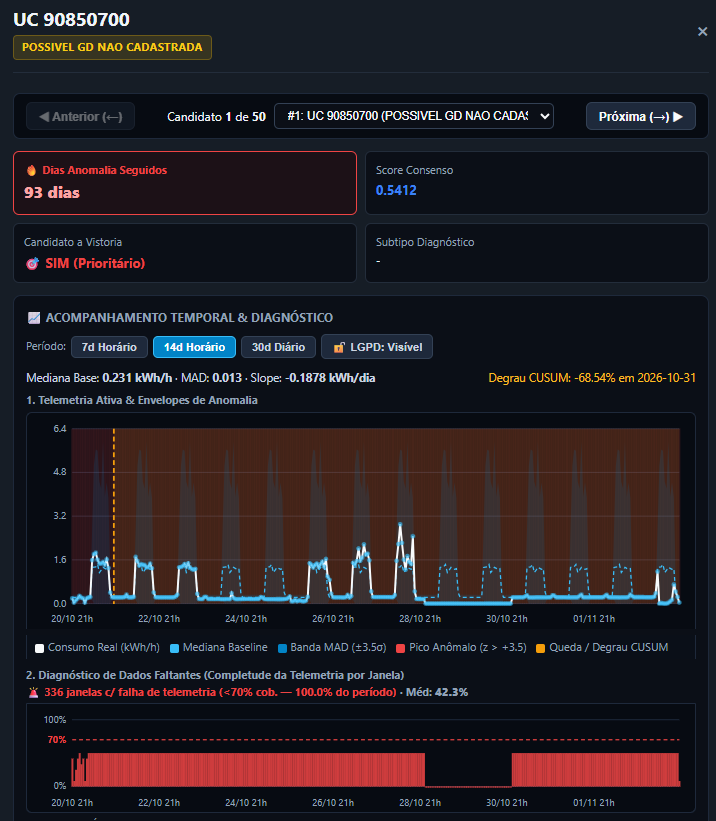 UC 90850700
POSSIVEL GD NAO CADASTRADA
✕
◀ Anterior (←)
Candidato 1 de 50
#1: UC 90850700 (POSSIVEL GD NAO CADAS
Próxima (→) ▶
🔥 Dias Anomalia Seguidos
93 dias
Score Consenso
0.5412
Candidato a Vistoria
🎯 SIM (Prioritário)
Subtipo Diagnóstico
-
📈 ACOMPANHAMENTO TEMPORAL & DIAGNÓSTICO
Período: 7d Horário 14d Horário 30d Diário 🔓 LGPD: Visível
Mediana Base: 0.231 kWh/h · MAD: 0.013 · Slope: -0.1878 kWh/dia
Degrau CUSUM: -68.54% em 2026-10-31
1. Telemetria Ativa & Envelopes de Anomalia
6.4
4.8
3.2
1.6
0.0
20/10 21h 22/10 21h 24/10 21h 26/10 21h 28/10 21h 30/10 21h 01/11 21h
Consumo Real (kWh/h) Mediana Baseline Banda MAD (±3.5σ) Pico Anômalo (z > +3.5) Queda / Degrau CUSUM
2. Diagnóstico de Dados Faltantes (Completude da Telemetria por Janela)
🚨 336 janelas c/ falha de telemetria (<70% cob. — 100.0% do período) · Méd: 42.3%
100%
70%
0%
20/10 21h 22/10 21h 24/10 21h 26/10 21h 28/10 21h 30/10 21h 01/11 21h